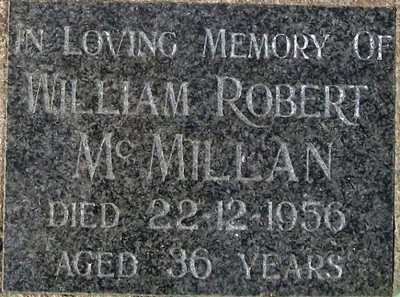 IN LOVING MEMORY OF
WILLIAM ROBERT
McMILLAN
DIED 22-12-1956
AGED 36 YEARS